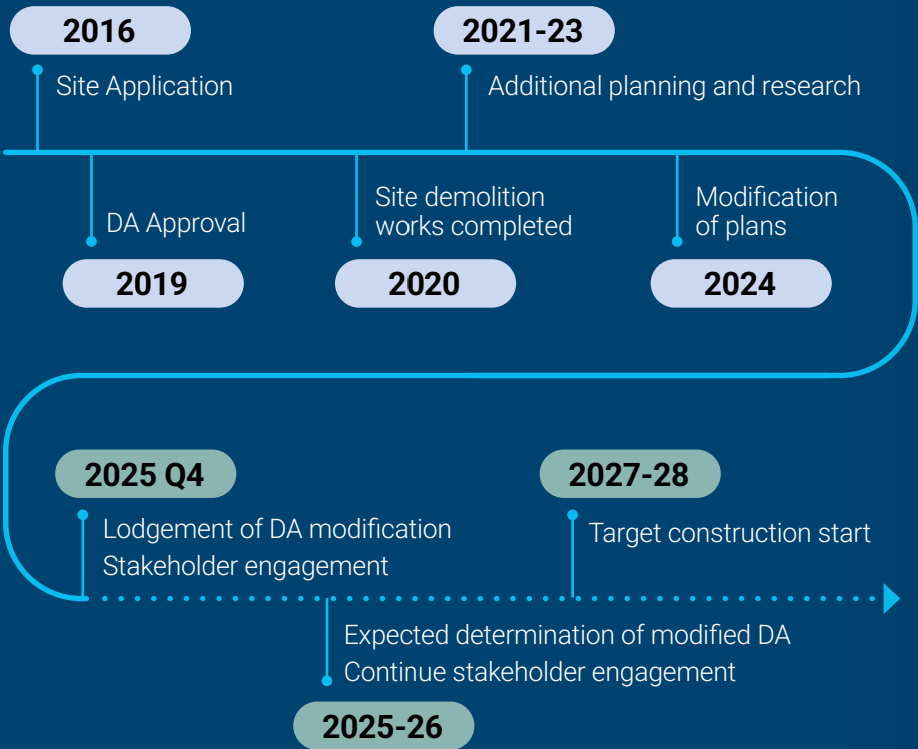 2016
Site Application
DA Approval
2019
Site demolition
works completed
2020
2021-23
Additional planning and research
Modification
of plans
2024
2025 Q4
Lodgement of DA modification
Stakeholder engagement
Expected determination of modified DA
Continue stakeholder engagement
2025-26
2027-28
Target construction start